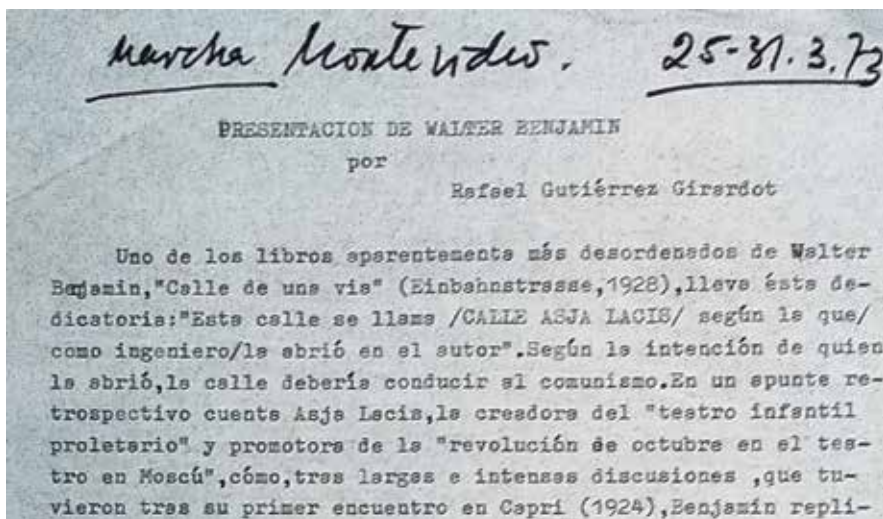 Marcha Montevideo. 25-31.3.73
PRESENTACION DE WALTER BENJAMIN
por
Rafael Gutiérrez Girardot
Uno de los libros aparentemente más desordenados de Walter
Benjamin,"Calle de una via" (Einbahnstrasse,1928),lleva ésta de-
dicatoria:"Esta calle se llama /CALLE ASJA LACIS/ según la que/
como ingeniero/la abrió en el autor".Según la intención de quien
la abrió,la calle debería conducir al comunismo.En un apunte re-
trospectivo cuenta Asja Lacis,la creadora del "teatro infantil
proletario" y promotora de la "revolución de octubre en el tea-
tro en Moscú",cómo,tras largas e intensas discusiones ,que tu-
vieron tras su primer encuentro en Capri (1924),Benjamin repli-